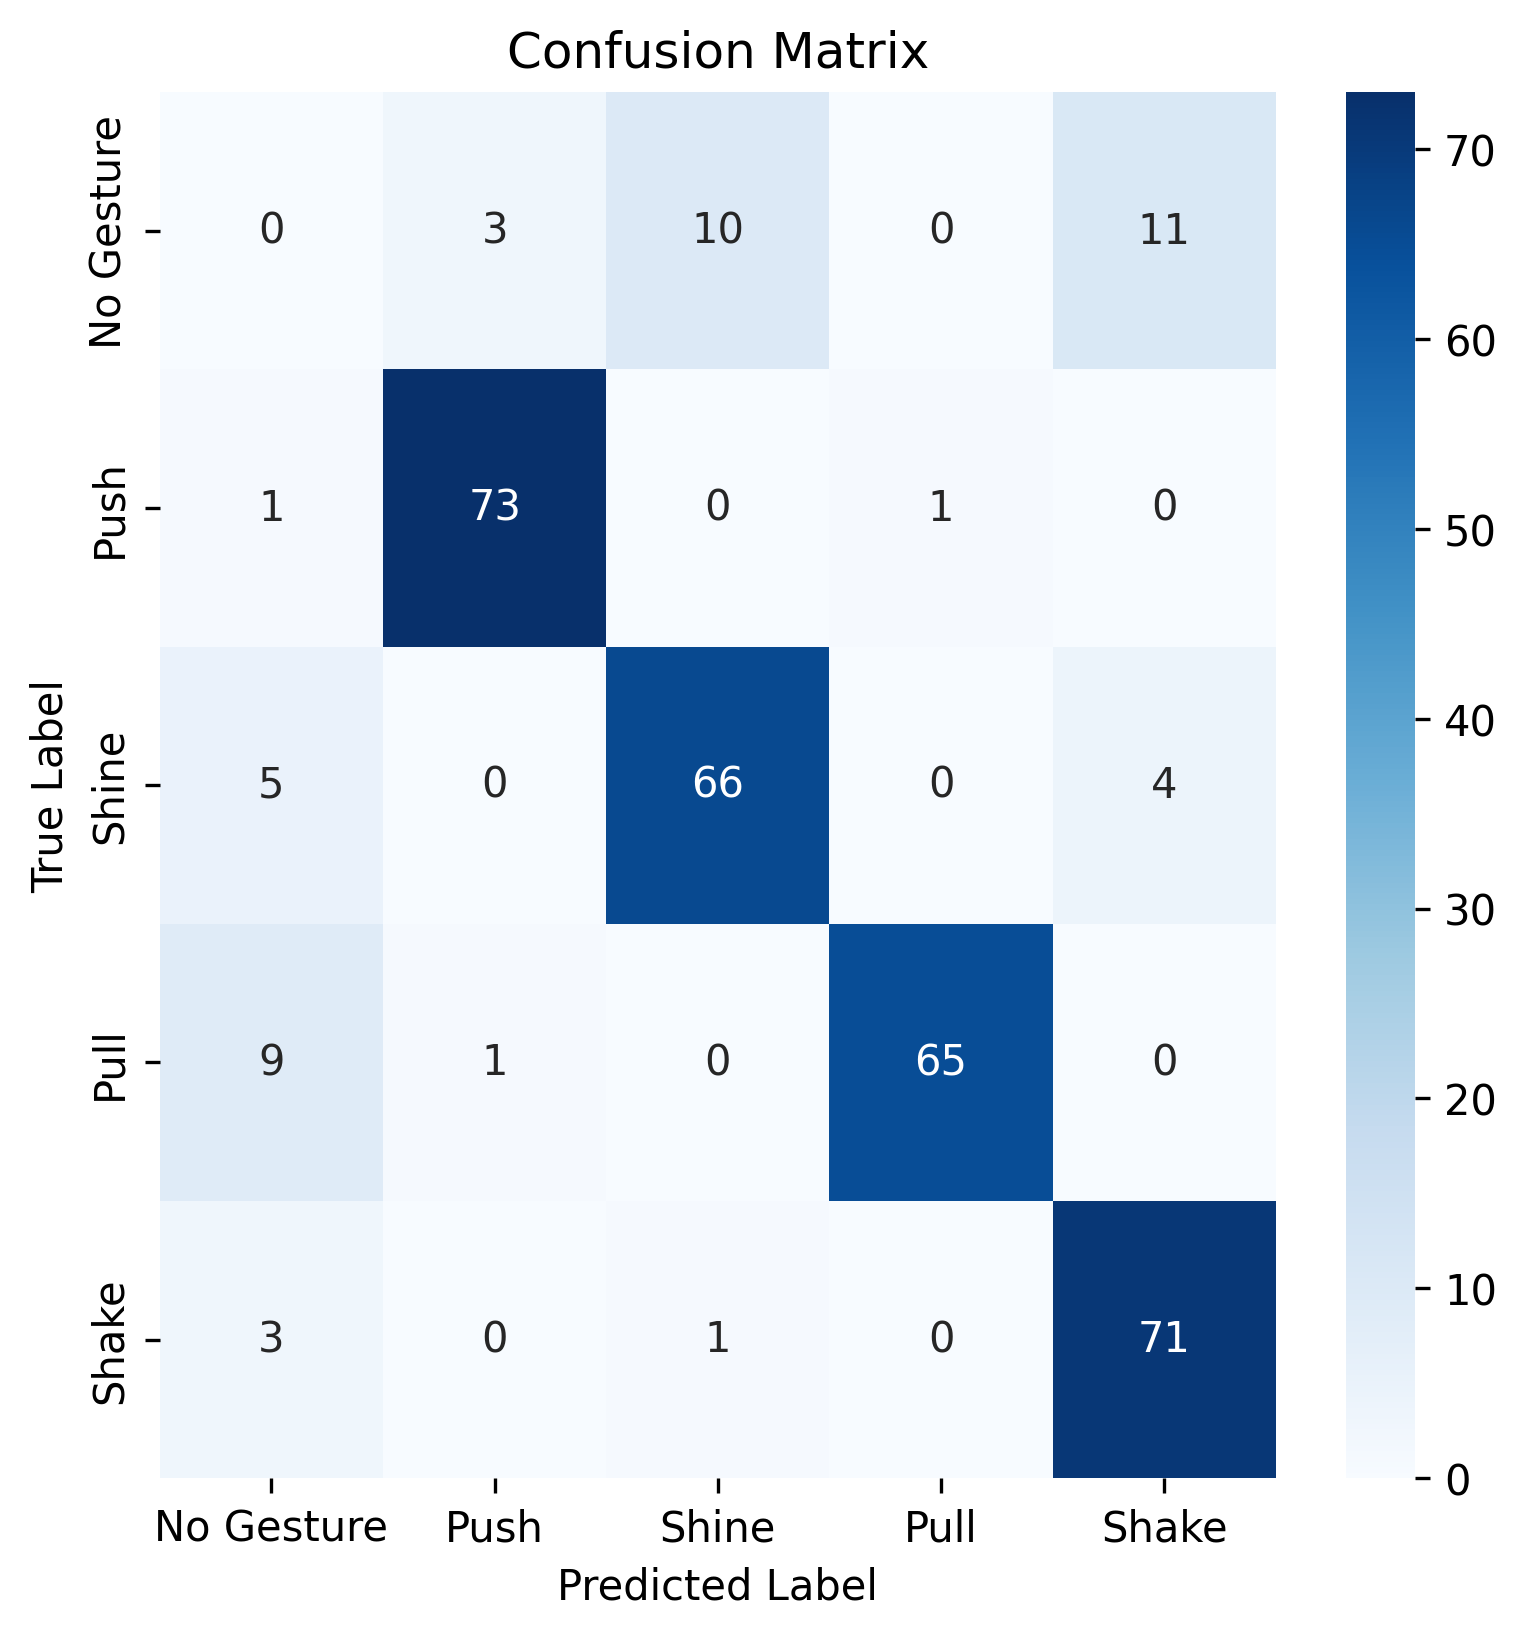 Confusion Matrix
No Gesture 0 3 10 0 11
Push 1 73 0 1 0
Shine 5 0 66 0 4
Pull 9 1 0 65 0
Shake 3 0 1 0 71
No Gesture Push Shine Pull Shake
Predicted Label
True Label
70
60
50
40
30
20
10
0